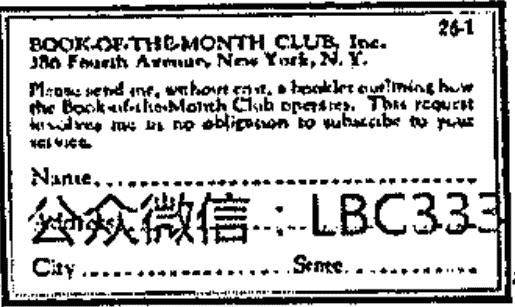 26-1
BOOK-OF-THE-MONTH CLUB, Inc.
386 Fourth Avenue, New York, N. Y.
Please send me, without cost, a booklet outlining how
the Book-of-the-Month Club operates. This request
involves me in no obligation to subscribe to your
service.
Name
公众微信：LBC333
City State